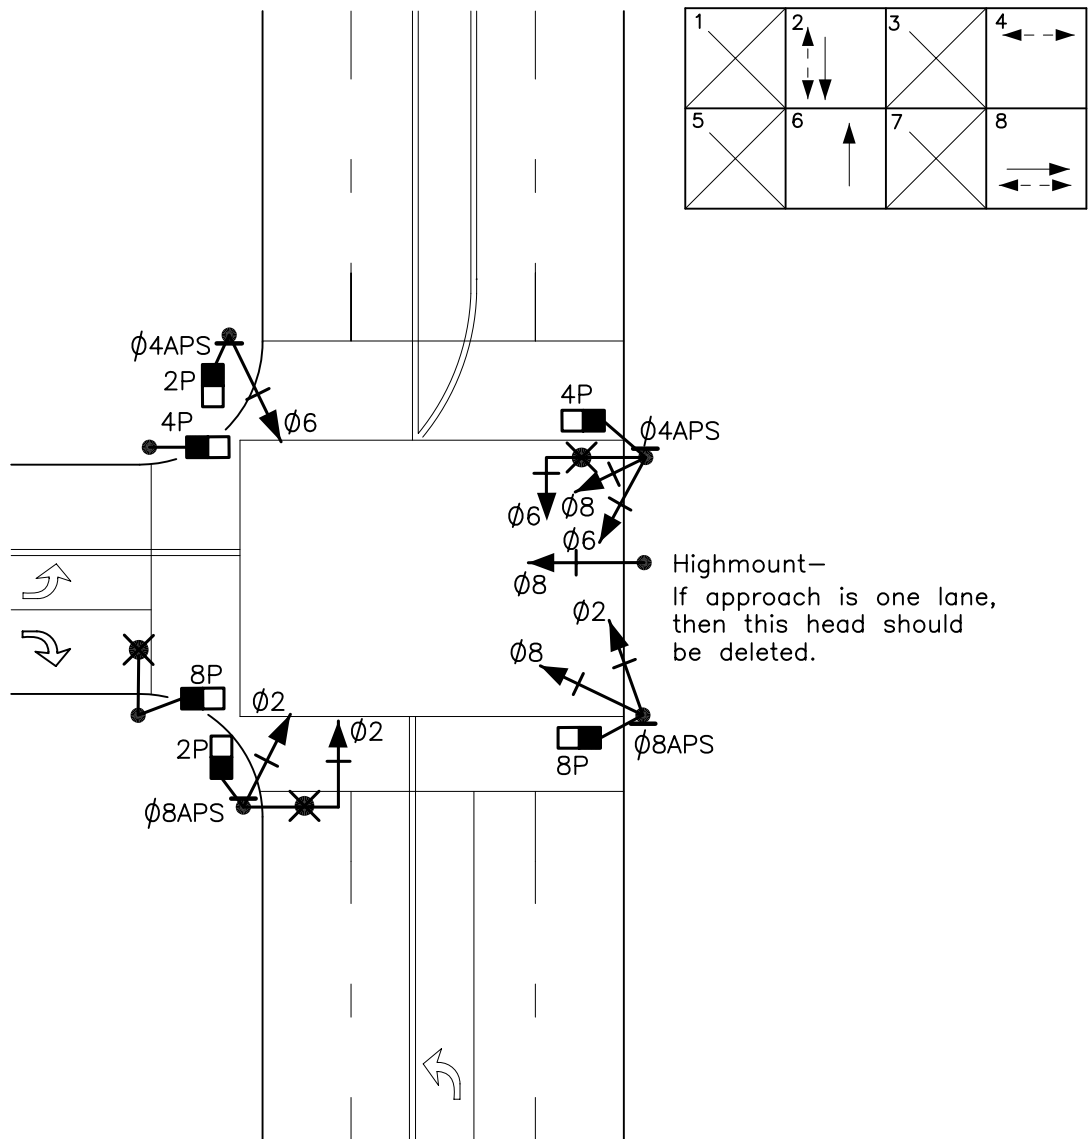 1
2
3
4
5
6
7
8
Ø4APS
2P
4P
Ø6
4P
Ø4APS
Ø6
Ø8
Ø6
Ø8
Highmount–
If approach is one lane,
then this head should
be deleted.
Ø2
Ø8
8P
Ø2
2P
Ø2
Ø8APS
8P
Ø8APS